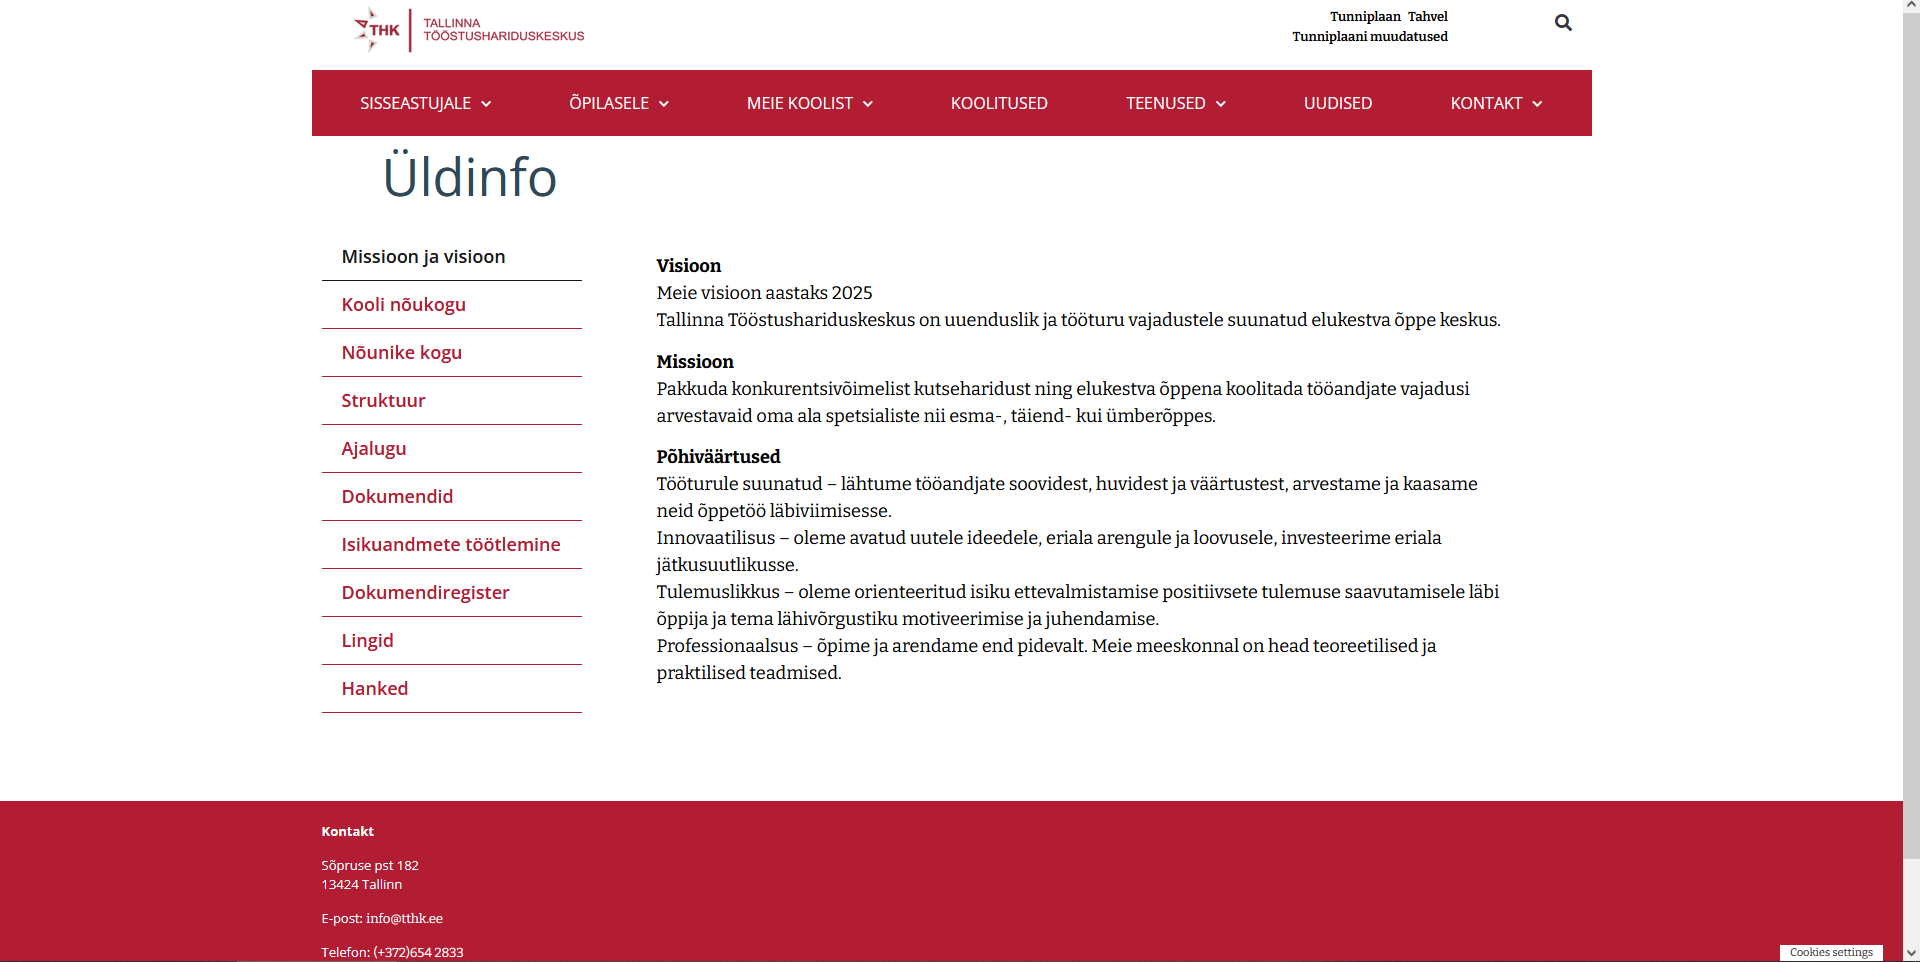 THK
TALLINNA
TÖÖSTUSHARIDUSKESKUS
Tunniplaan Tahvel
Tunniplaani muudatused
SISSEASTUJALE
ÕPILASELE
MEIE KOOLIST
KOOLITUSED
TEENUSED
UUDISED
KONTAKT
Üldinfo
Missioon ja visioon
Kooli nõukogu
Nõunike kogu
Struktuur
Ajalugu
Dokumendid
Isikuandmete töötlemine
Dokumendiregister
Lingid
Hanked
Visioon
Meie visioon aastaks 2025
Tallinna Tööstushariduskeskus on uuenduslik ja tööturu vajadustele suunatud elukestva õppe keskus.
Missioon
Pakkuda konkurentsivõimelist kutseharidust ning elukestva õppena koolitada tööandjate vajadusi
arvestavaid oma ala spetsialiste nii esma-, täiend- kui ümberõppes.
Põhiväärtused
Tööturule suunatud – lähtume tööandjate soovidest, huvidest ja väärtustest, arvestame ja kaasame
neid õppetöö läbiviimisesse.
Innovaatilisus – oleme avatud uutele ideedele, eriala arengule ja loovusele, investeerime eriala
jätkusuutlikusse.
Tulemuslikkus – oleme orienteeritud isiku ettevalmistamise positiivsete tulemuse saavutamisele läbi
õppija ja tema lähivõrgustiku motiveerimise ja juhendamise.
Professionaalsus – õpime ja arendame end pidevalt. Meie meeskonnal on head teoreetilised ja
praktilised teadmised.
Kontakt
Sõpruse pst 182
13424 Tallinn
E-post: info@tthk.ee
Telefon: (+372)654 2833
Cookies settings